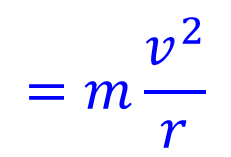 = m v²/r